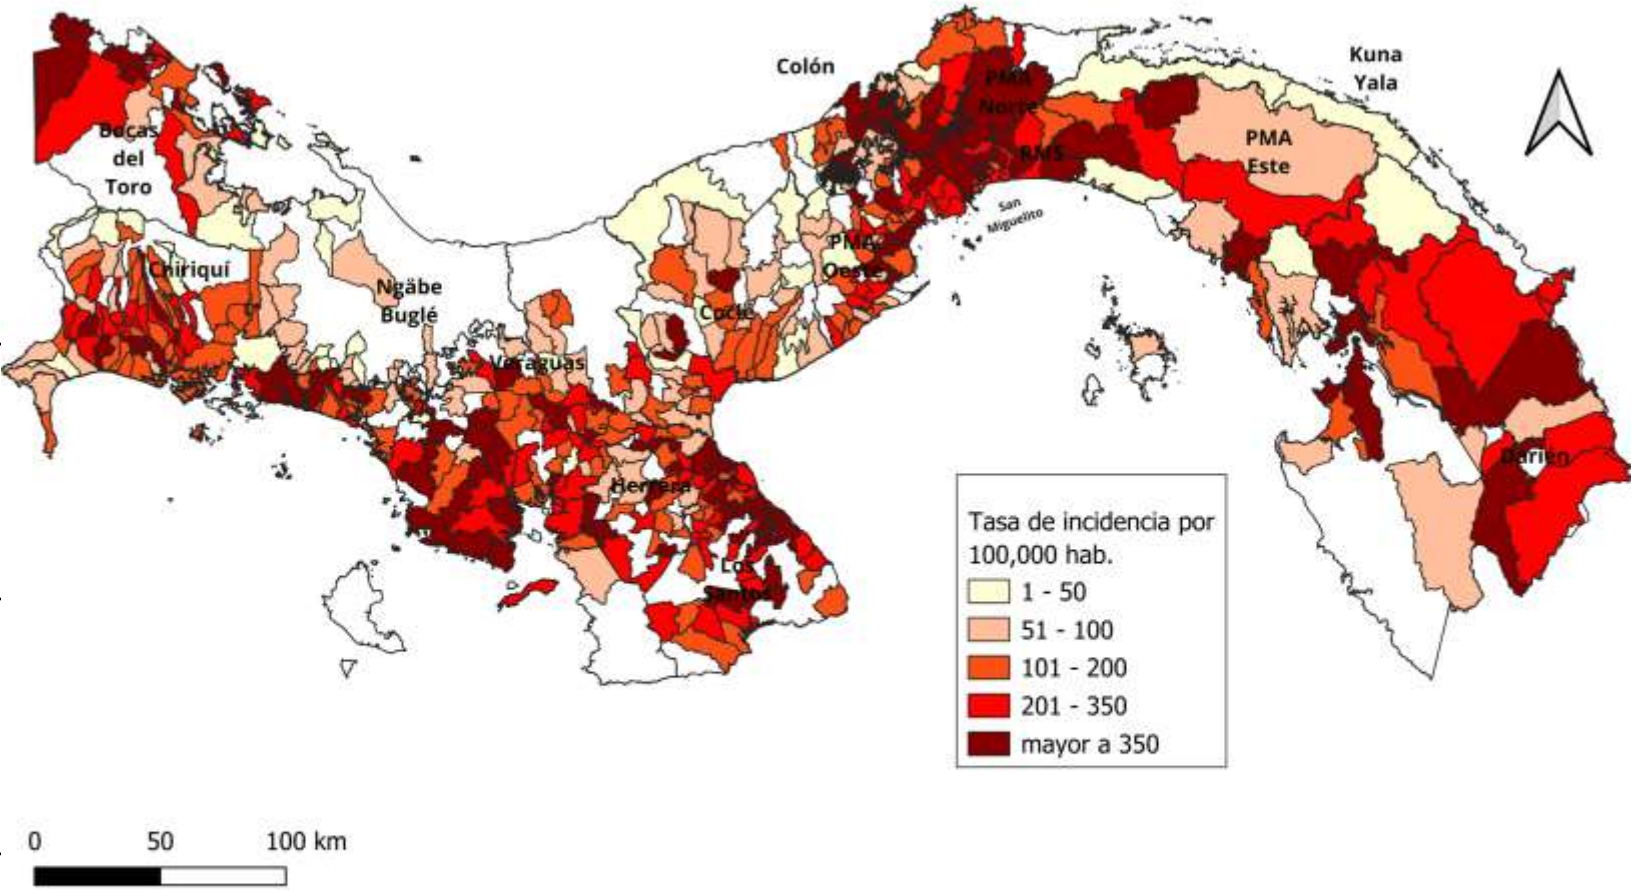 Colón
Kuna
Yala
PMA
Norte
Bocas
del
Toro
RMS
PMA
Este
San
Miguelito
PMA
Oeste
Chiriquí
Ngäbe
Buglé
Coclé
Veraguas
Herrera
Darién
Los
Santos
Tasa de incidencia por
100,000 hab.
1 - 50
51 - 100
101 - 200
201 - 350
mayor a 350
0 50 100 km